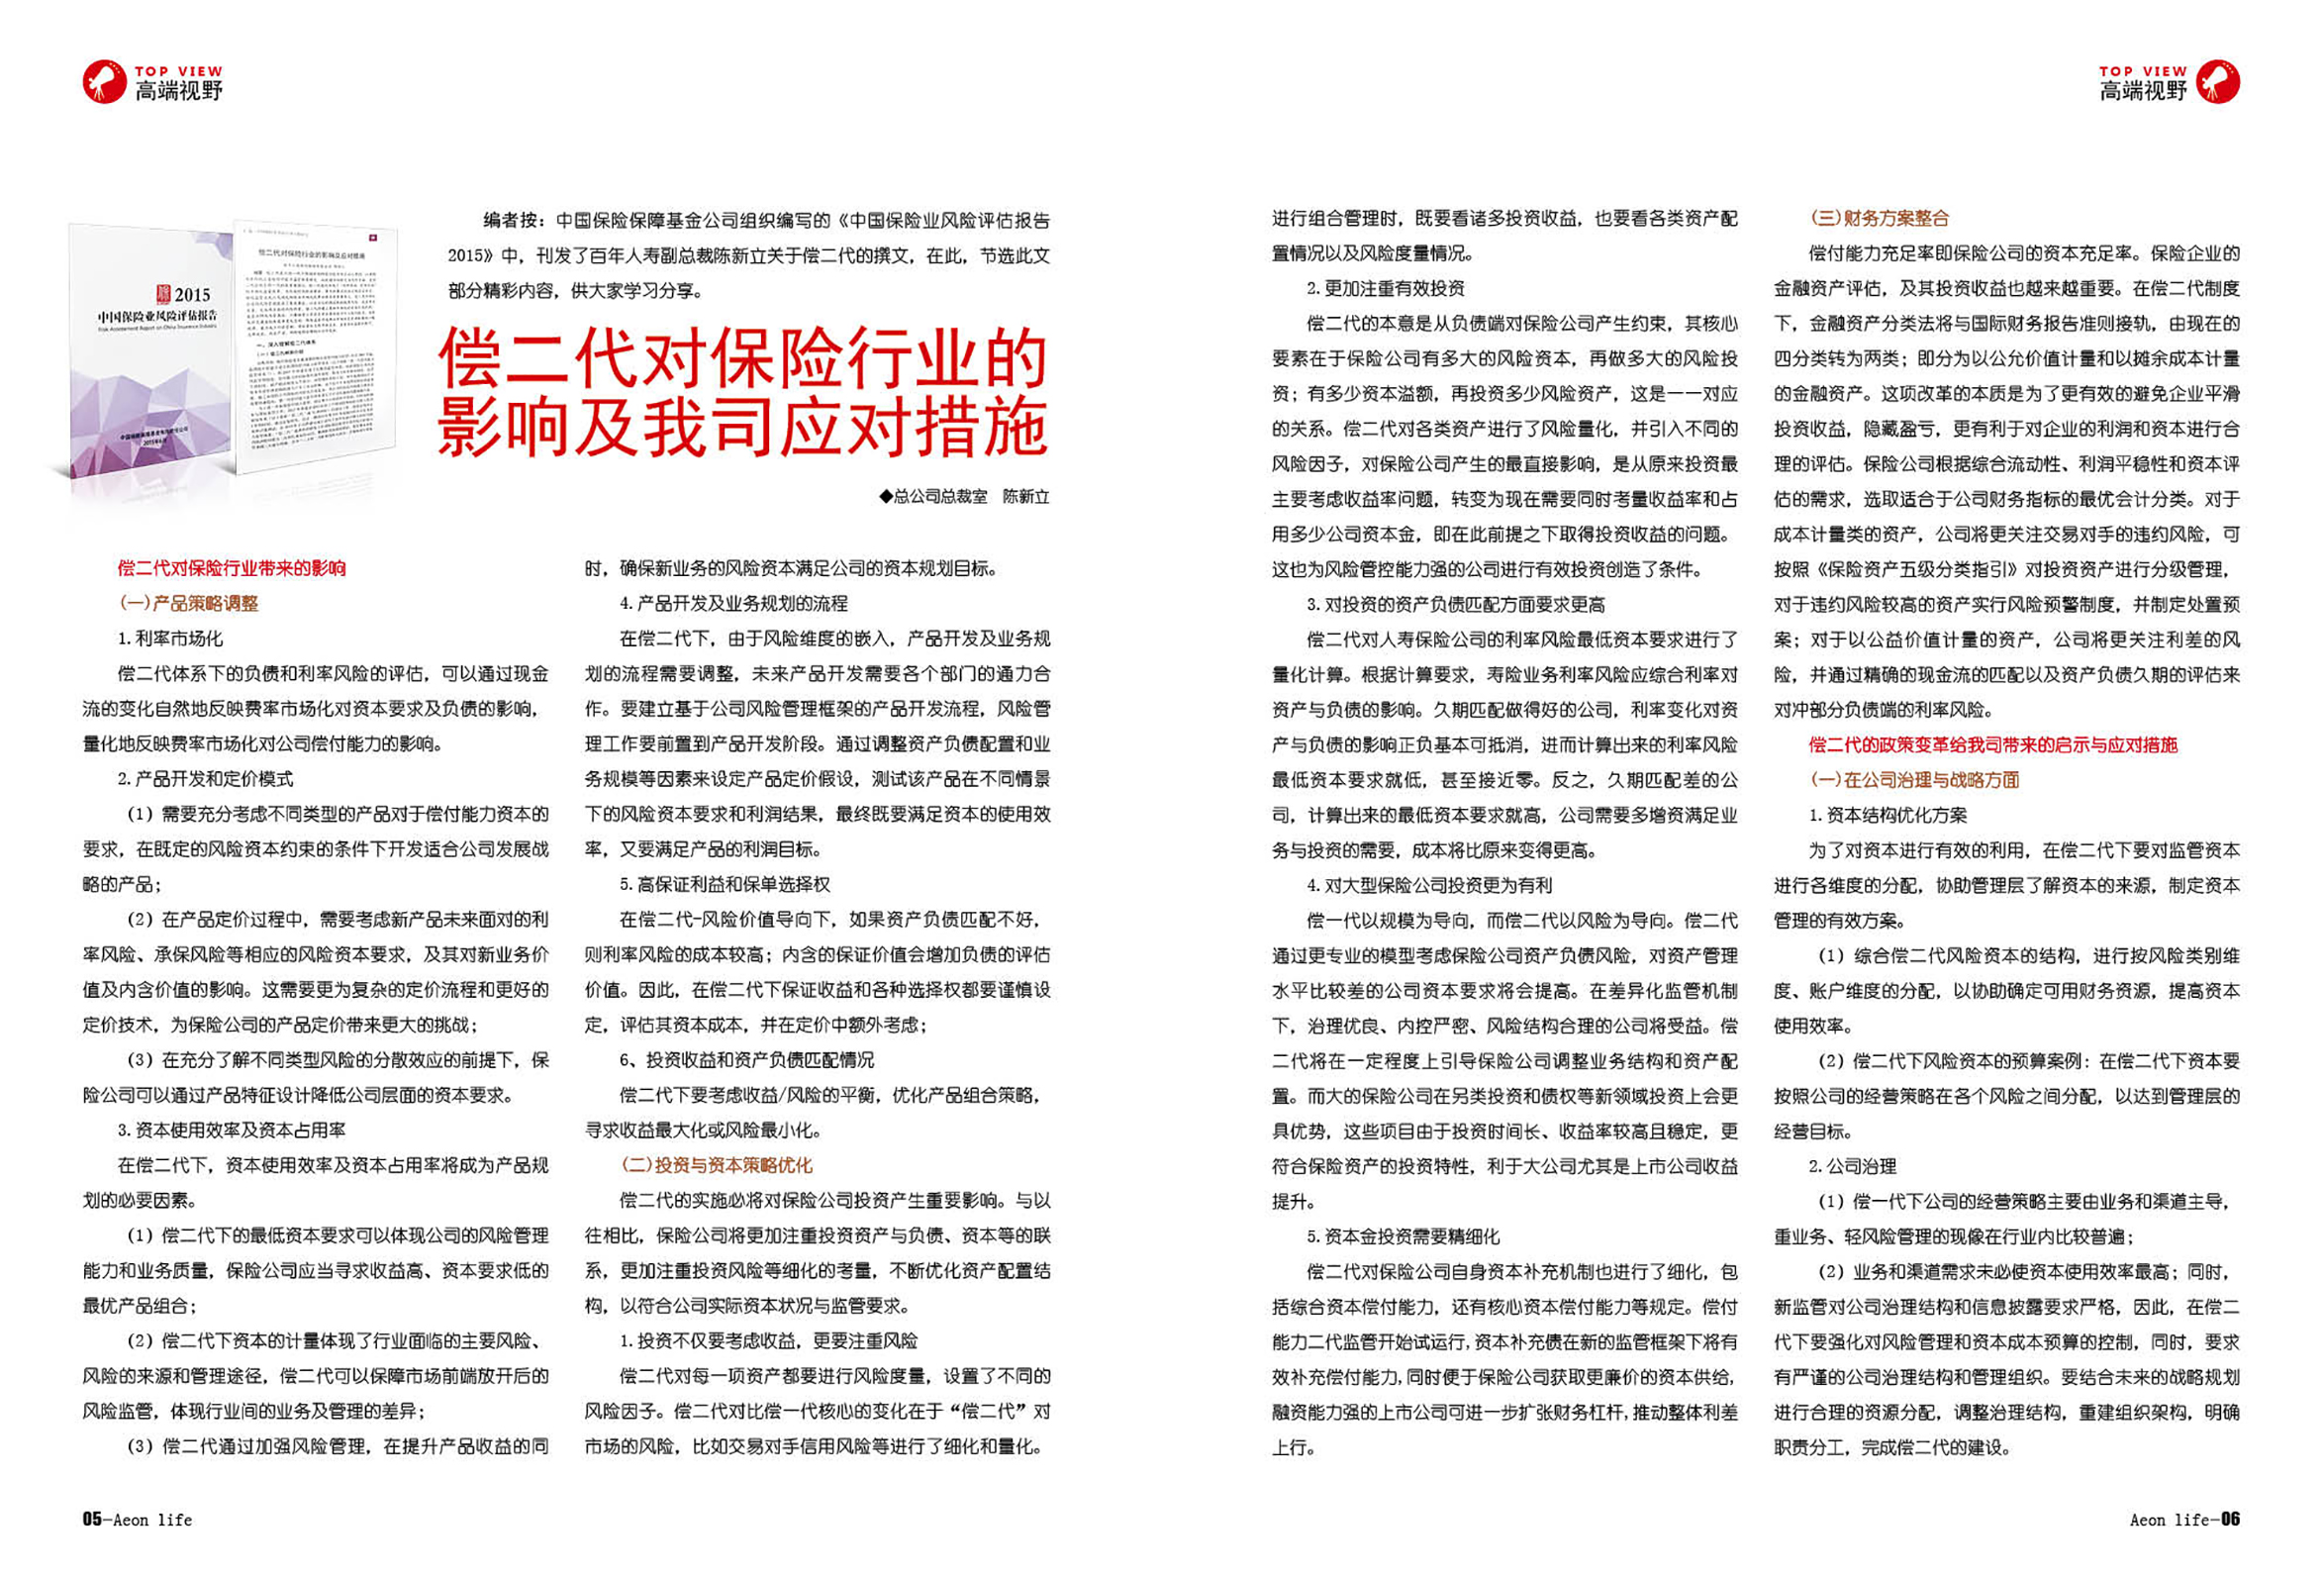 TOP VIEW
高端视野
TOP VIEW
高端视野
2015
中国保险业风险评估报告
Risk Assessment Report on China Insurance Industry
偿二代对保险行业的影响及应对措施
编者按：中国保险保障基金公司组织编写的《中国保险业风险评估报告
2015》中，刊发了百年人寿副总裁陈新立关于偿二代的撰文，在此，节选此文
部分精彩内容，供大家学习分享。
偿二代对保险行业的
影响及我司应对措施
◆总公司总裁室　陈新立
偿二代对保险行业带来的影响
（一）产品策略调整
1.利率市场化
偿二代体系下的负债和利率风险的评估，可以通过现金
流的变化自然地反映费率市场化对资本要求及负债的影响，
量化地反映费率市场化对公司偿付能力的影响。
2.产品开发和定价模式
（1）需要充分考虑不同类型的产品对于偿付能力资本的
要求，在既定的风险资本约束的条件下开发适合公司发展战
略的产品；
（2）在产品定价过程中，需要考虑新产品未来面对的利
率风险、承保风险等相应的风险资本要求，及其对新业务价
值及内含价值的影响。这需要更为复杂的定价流程和更好的
定价技术，为保险公司的产品定价带来更大的挑战；
（3）在充分了解不同类型风险的分散效应的前提下，保
险公司可以通过产品特征设计降低公司层面的资本要求。
3.资本使用效率及资本占用率
在偿二代下，资本使用效率及资本占用率将成为产品规
划的必要因素。
（1）偿二代下的最低资本要求可以体现公司的风险管理
能力和业务质量，保险公司应当寻求收益高、资本要求低的
最优产品组合；
（2）偿二代下资本的计量体现了行业面临的主要风险、
风险的来源和管理途径，偿二代可以保障市场前端放开后的
风险监管，体现行业间的业务及管理的差异；
（3）偿二代通过加强风险管理，在提升产品收益的同
时，确保新业务的风险资本满足公司的资本规划目标。
4.产品开发及业务规划的流程
在偿二代下，由于风险维度的嵌入，产品开发及业务规
划的流程需要调整，未来产品开发需要各个部门的通力合
作。要建立基于公司风险管理框架的产品开发流程，风险管
理工作要前置到产品开发阶段。通过调整资产负债配置和业
务规模等因素来设定产品定价假设，测试该产品在不同情景
下的风险资本要求和利润结果，最终既要满足资本的使用效
率，又要满足产品的利润目标。
5.高保证利益和保单选择权
在偿二代-风险价值导向下，如果资产负债匹配不好，
则利率风险的成本较高；内含的保证价值会增加负债的评估
价值。因此，在偿二代下保证收益和各种选择权都要谨慎设
定，评估其资本成本，并在定价中额外考虑；
6、投资收益和资产负债匹配情况
偿二代下要考虑收益/风险的平衡，优化产品组合策略，
寻求收益最大化或风险最小化。
（二）投资与资本策略优化
偿二代的实施必将对保险公司投资产生重要影响。与以
往相比，保险公司将更加注重投资资产与负债、资本等的联
系，更加注重投资风险等细化的考量，不断优化资产配置结
构，以符合公司实际资本状况与监管要求。
1.投资不仅要考虑收益，更要注重风险
偿二代对每一项资产都要进行风险度量，设置了不同的
风险因子。偿二代对比偿一代核心的变化在于“偿二代”对
市场的风险，比如交易对手信用风险等进行了细化和量化。
进行组合管理时，既要看诸多投资收益，也要看各类资产配
置情况以及风险度量情况。
2.更加注重有效投资
偿二代的本意是从负债端对保险公司产生约束，其核心
要素在于保险公司有多大的风险资本，再做多大的风险投
资；有多少资本溢额，再投资多少风险资产，这是一一对应
的关系。偿二代对各类资产进行了风险量化，并引入不同的
风险因子，对保险公司产生的最直接影响，是从原来投资最
主要考虑收益率问题，转变为现在需要同时考量收益率和占
用多少公司资本金，即在此前提之下取得投资收益的问题。
这也为风险管控能力强的公司进行有效投资创造了条件。
3.对投资的资产负债匹配方面要求更高
偿二代对人寿保险公司的利率风险最低资本要求进行了
量化计算。根据计算要求，寿险业务利率风险应综合利率对
资产与负债的影响。久期匹配做得好的公司，利率变化对资
产与负债的影响正负基本可抵消，进而计算出来的利率风险
最低资本要求就低，甚至接近零。反之，久期匹配差的公
司，计算出来的最低资本要求就高，公司需要多增资满足业
务与投资的需要，成本将比原来变得更高。
4.对大型保险公司投资更为有利
偿一代以规模为导向，而偿二代以风险为导向。偿二代
通过更专业的模型考虑保险公司资产负债风险，对资产管理
水平比较差的公司资本要求将会提高。在差异化监管机制
下，治理优良、内控严密、风险结构合理的公司将受益。偿
二代将在一定程度上引导保险公司调整业务结构和资产配
置。而大的保险公司在另类投资和债权等新领域投资上会更
具优势，这些项目由于投资时间长、收益率较高且稳定，更
符合保险资产的投资特性，利于大公司尤其是上市公司收益
提升。
5.资本金投资需要精细化
偿二代对保险公司自身资本补充机制也进行了细化，包
括综合资本偿付能力，还有核心资本偿付能力等规定。偿付
能力二代监管开始试运行,资本补充债在新的监管框架下将有
效补充偿付能力,同时便于保险公司获取更廉价的资本供给,
融资能力强的上市公司可进一步扩张财务杠杆,推动整体利差
上行。
（三）财务方案整合
偿付能力充足率即保险公司的资本充足率。保险企业的
金融资产评估，及其投资收益也越来越重要。在偿二代制度
下，金融资产分类法将与国际财务报告准则接轨，由现在的
四分类转为两类；即分为以公允价值计量和以摊余成本计量
的金融资产。这项改革的本质是为了更有效的避免企业平滑
投资收益，隐藏盈亏，更有利于对企业的利润和资本进行合
理的评估。保险公司根据综合流动性、利润平稳性和资本评
估的需求，选取适合于公司财务指标的最优会计分类。对于
成本计量类的资产，公司将更关注交易对手的违约风险，可
按照《保险资产五级分类指引》对投资资产进行分级管理，
对于违约风险较高的资产实行风险预警制度，并制定处置预
案；对于以公益价值计量的资产，公司将更关注利差的风
险，并通过精确的现金流的匹配以及资产负债久期的评估来
对冲部分负债端的利率风险。
偿二代的政策变革给我司带来的启示与应对措施
（一）在公司治理与战略方面
1.资本结构优化方案
为了对资本进行有效的利用，在偿二代下要对监管资本
进行各维度的分配，协助管理层了解资本的来源，制定资本
管理的有效方案。
（1）综合偿二代风险资本的结构，进行按风险类别维
度、账户维度的分配，以协助确定可用财务资源，提高资本
使用效率。
（2）偿二代下风险资本的预算案例：在偿二代下资本要
按照公司的经营策略在各个风险之间分配，以达到管理层的
经营目标。
2.公司治理
（1）偿一代下公司的经营策略主要由业务和渠道主导，
重业务、轻风险管理的现像在行业内比较普遍；
（2）业务和渠道需求未必使资本使用效率最高；同时，
新监管对公司治理结构和信息披露要求严格，因此，在偿二
代下要强化对风险管理和资本成本预算的控制，同时，要求
有严谨的公司治理结构和管理组织。要结合未来的战略规划
进行合理的资源分配，调整治理结构，重建组织架构，明确
职责分工，完成偿二代的建设。
05—Aeon life
Aeon life—06